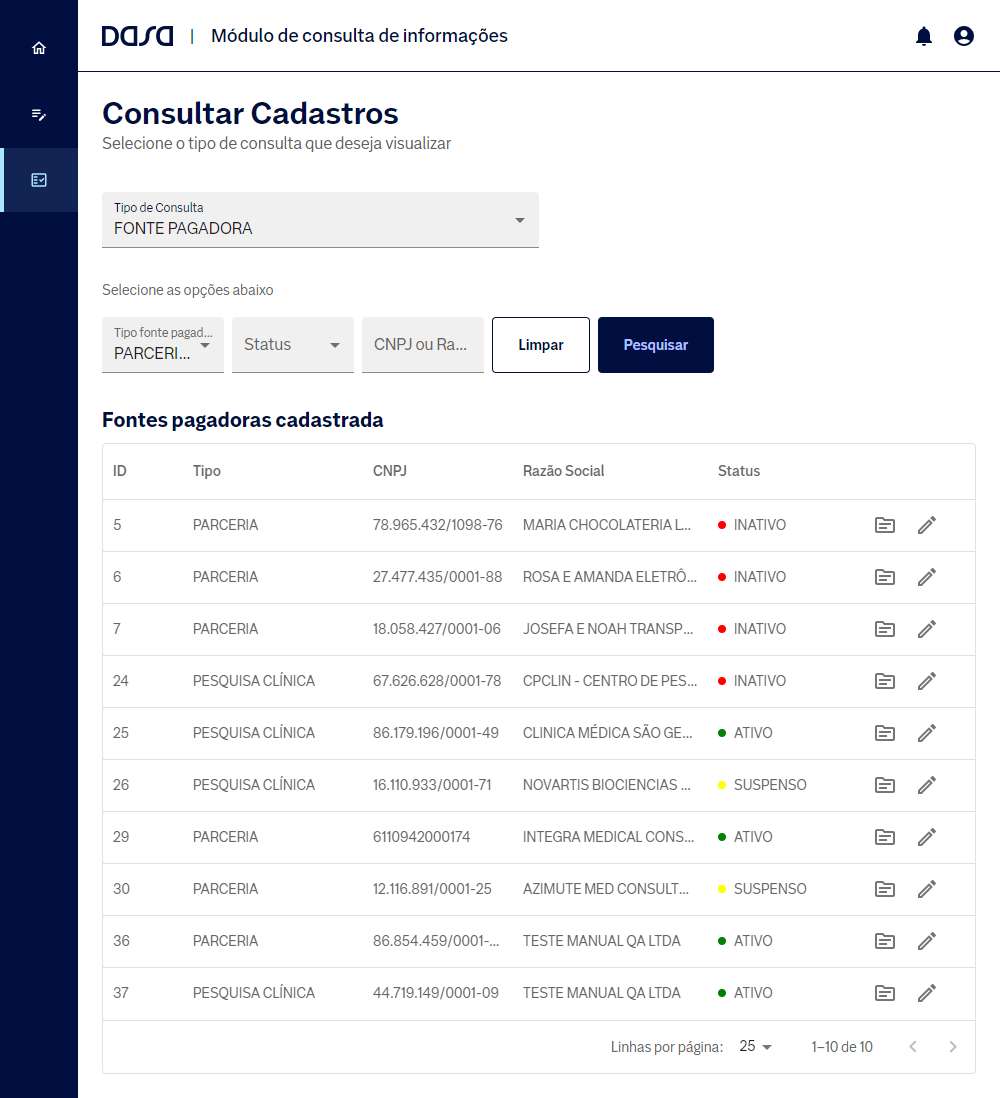 DASA | Módulo de consulta de informações
Consultar Cadastros
Selecione o tipo de consulta que deseja visualizar
Tipo de Consulta
FONTE PAGADORA
Selecione as opções abaixo
Tipo fonte pagad...
PARCERI...
Status
CNPJ ou Ra...
Limpar
Pesquisar
Fontes pagadoras cadastrada
ID Tipo CNPJ Razão Social Status
5 PARCERIA 78.965.432/1098-76 MARIA CHOCOLATERIA L... INATIVO
6 PARCERIA 27.477.435/0001-88 ROSA E AMANDA ELETRÔ... INATIVO
7 PARCERIA 18.058.427/0001-06 JOSEFA E NOAH TRANSP... INATIVO
24 PESQUISA CLÍNICA 67.626.628/0001-78 CPCLIN - CENTRO DE PES... INATIVO
25 PESQUISA CLÍNICA 86.179.196/0001-49 CLINICA MÉDICA SÃO GE... ATIVO
26 PESQUISA CLÍNICA 16.110.933/0001-71 NOVARTIS BIOCIENCIAS ... SUSPENSO
29 PARCERIA 6110942000174 INTEGRA MEDICAL CONS... ATIVO
30 PARCERIA 12.116.891/0001-25 AZIMUTE MED CONSULT... SUSPENSO
36 PARCERIA 86.854.459/0001-... TESTE MANUAL QA LTDA ATIVO
37 PESQUISA CLÍNICA 44.719.149/0001-09 TESTE MANUAL QA LTDA ATIVO
Linhas por página: 25 1–10 de 10